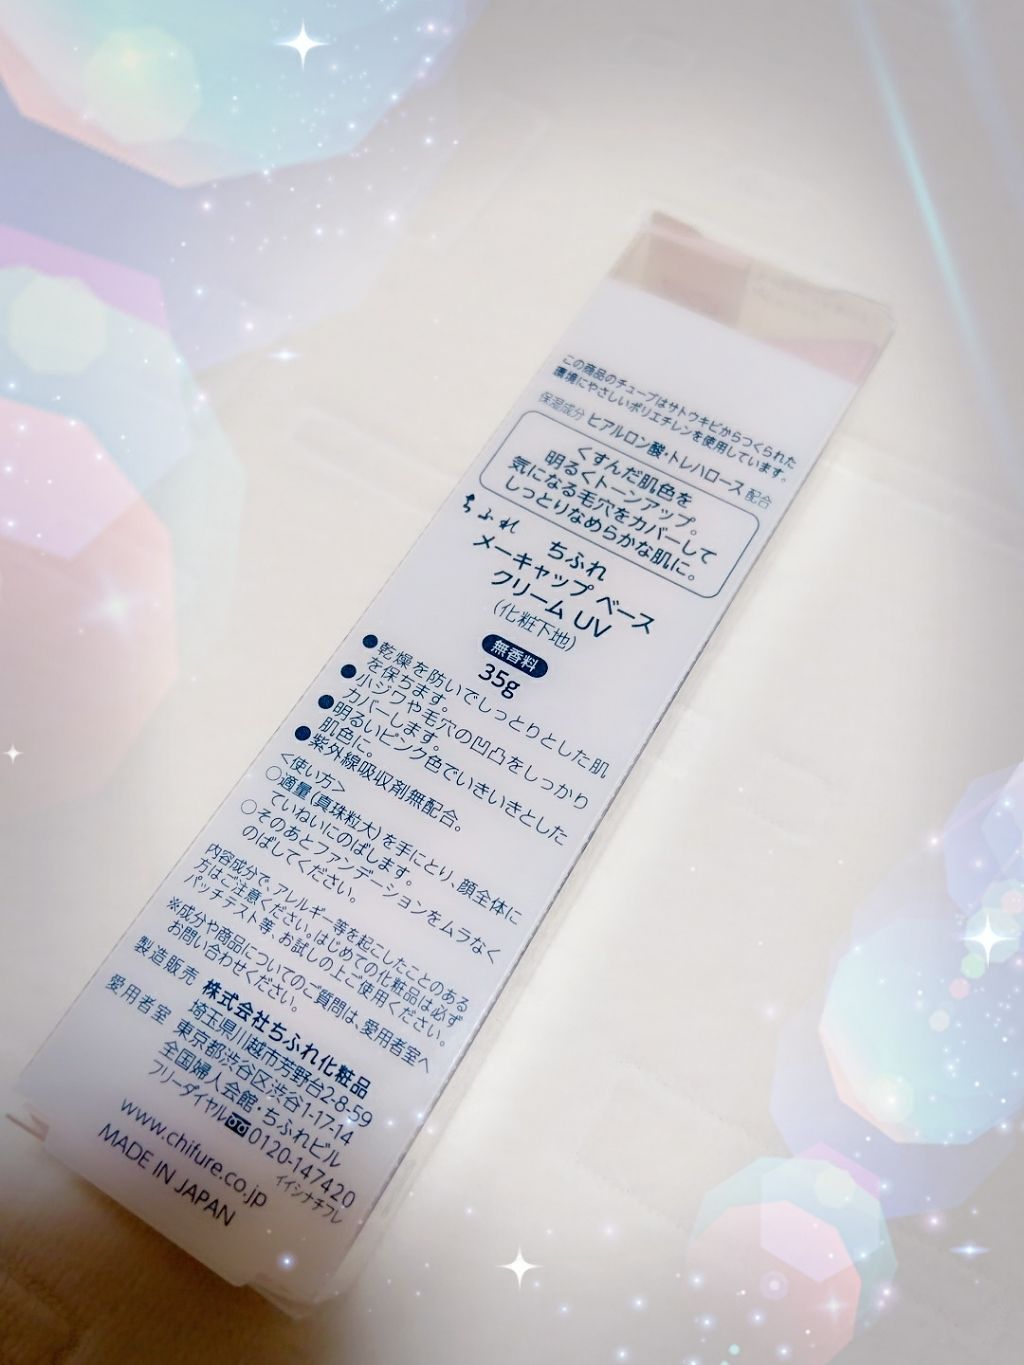 この商品のチューブはサトウキビからつくられた
環境にやさしいポリエチレンを使用しています。
保湿成分 ヒアルロン酸・トレハロース 配合
くすんだ肌色を
明るくトーンアップ。
気になる毛穴をカバーして
しっとりなめらかな肌に。
ちふれ
ちふれ
メーキャップ ベース
クリーム UV
(化粧下地)
無香料
35g
●乾燥を防いでしっとりとした肌
を保ちます。
●小ジワや毛穴の凹凸をしっかり
カバーします。
●明るいピンク色でいきいきとした
肌色に。
●紫外線吸収剤無配合。
<使い方>
○適量(真珠粒大)を手にとり、顔全体に
ていねいにのばします。
○そのあとファンデーションをムラなく
のばしてください。
内容成分で、アレルギー等を起こしたことのある
方はご注意ください。はじめての化粧品は必ず
パッチテスト等、お試しの上ご使用ください。
※成分や商品についてのご質問は、愛用者室へ
お問い合わせください。
製造販売 株式会社ちふれ化粧品
埼玉県川越市芳野台2-8-59
愛用者室 東京都渋谷区渋谷1-17-14
全国婦人会館・ちふれビル
フリーダイヤル 0120-147420
イイシナチフレ
www.chifure.co.jp
MADE IN JAPAN